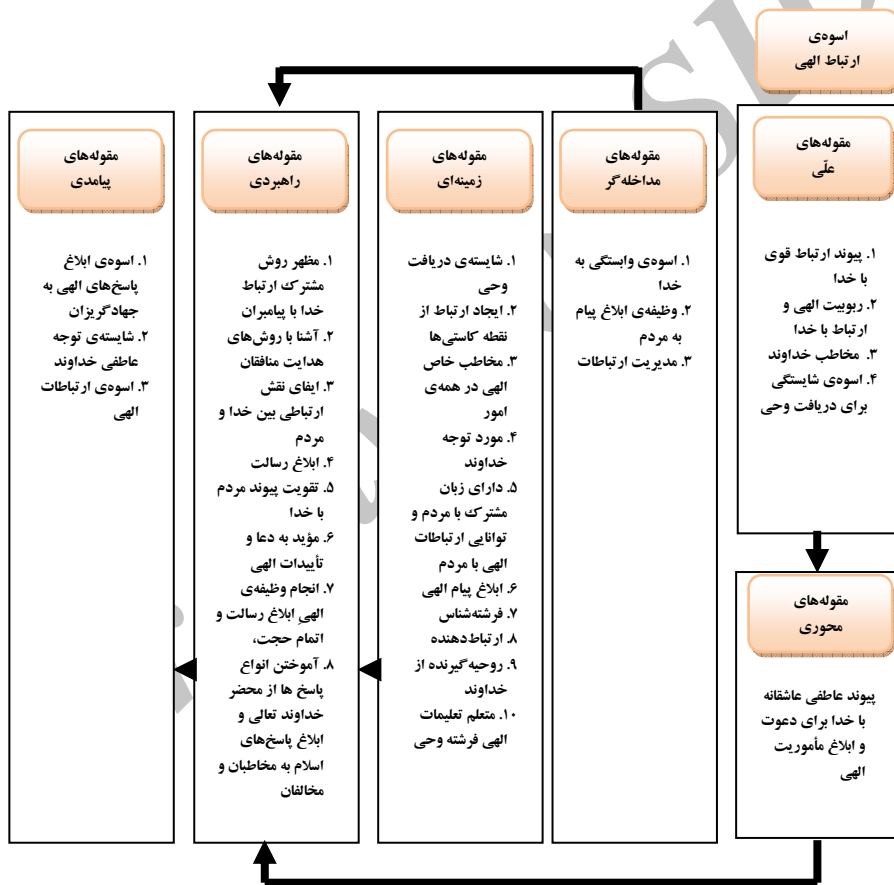 اسوه‌ی
ارتباط الهی
مقوله‌های
علّی
۱. پیوند ارتباط قوی
با خدا
۲. ربوبیت الهی و
ارتباط با خدا
۳. مخاطب خداوند
۴. اسوه‌ی شایستگی
برای دریافت وحی
مقوله‌های
محوری
پیوند عاطفی عاشقانه
با خدا برای دعوت
و ابلاغ مأموریت
الهی
مقوله‌های
مداخله‌گر
۱. اسوه‌ی وابستگی به
خدا
۲. وظیفه‌ی ابلاغ پیام
به مردم
۳. مدیریت ارتباطات
مقوله‌های
زمینه‌ای
۱. شایسته‌ی دریافت
وحی
۲. ایجاد ارتباط از
نقطه کاستی‌ها
۳. مخاطب خاص
الهی در همه‌ی
امور
۴. مورد توجه
خداوند
۵. دارای زبان
مشترک با مردم و
توانایی ارتباطات
الهی با مردم
۶. ابلاغ پیام الهی
۷. فرشته‌شناس
۸. ارتباط‌دهنده
۹. روحیه‌گیرنده از
خداوند
۱۰. متعلم تعلیمات
الهی فرشته وحی
مقوله‌های
راهبردی
۱. مظهر روش
مشترک ارتباط
خدا با پیامبران
۲. آشنا با روش‌های
هدایت منافقان
۳. ایفای نقش
ارتباطی بین خدا و
مردم
۴. ابلاغ رسالت
۵. تقویت پیوند مردم
با خدا
۶. مؤید به دعا و
تأییدات الهی
۷. انجام وظیفه‌ی
الهیِ ابلاغ رسالت و
اتمام حجت،
۸. آموختن انواع
پاسخ ها از محضر
خداوند تعالی و
ابلاغ پاسخ‌های
اسلام به مخاطبان و
مخالفان
مقوله‌های
پیامدی
۱. اسوه‌ی ابلاغ
پاسخ‌های الهی به
جهادگریزان
۲. شایسته‌ی توجه
عاطفی خداوند
۳. اسوه‌ی ارتباطات
الهی